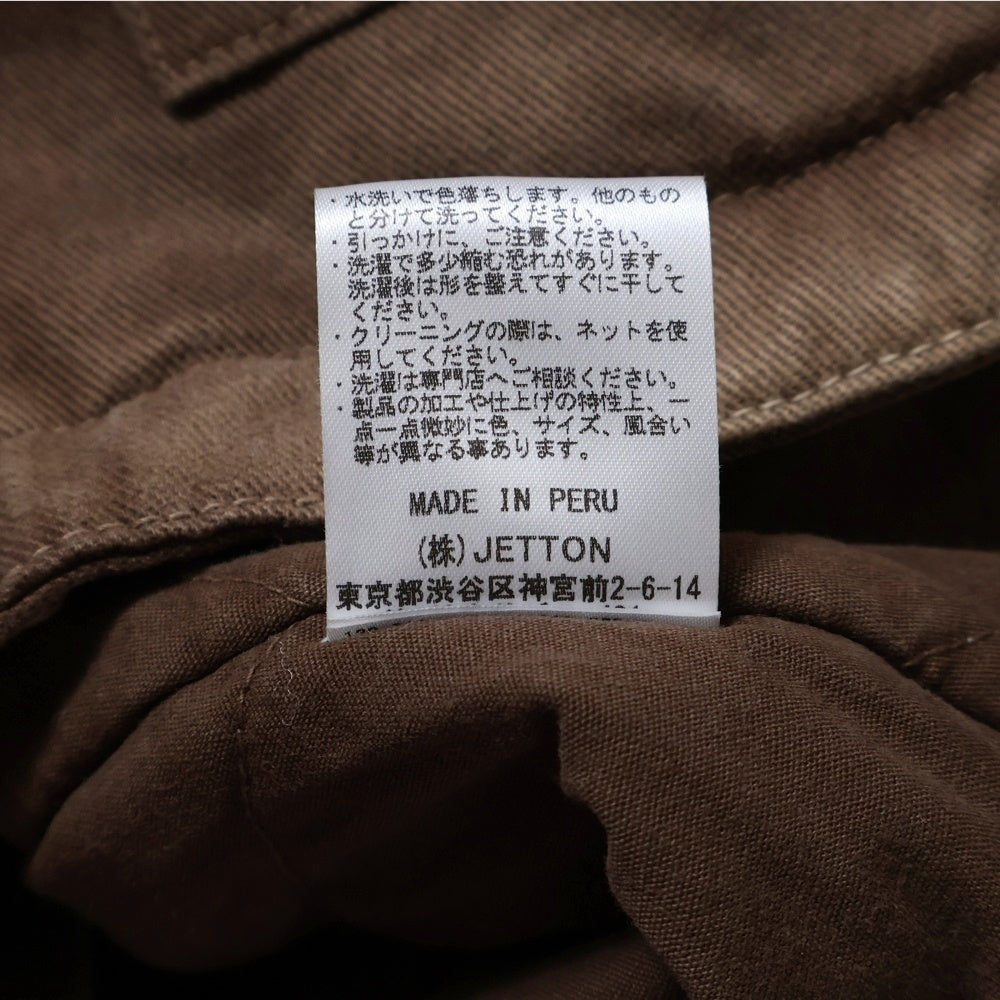 ・水洗いで色落ちします。他のもの
と分けて洗ってください。
・引っかけに、ご注意ください。
・洗濯で多少縮む恐れがあります。
洗濯後は形を整えてすぐに干して
ください。
・クリーニングの際は、ネットを使
用してください。
・洗濯は専門店へご相談ください。
・製品の加工や仕上げの特性上、一
点一点微妙に色、サイズ、風合い
等が異なる事あります。
MADE IN PERU
(株)JETTON
東京都渋谷区神宮前2-6-14